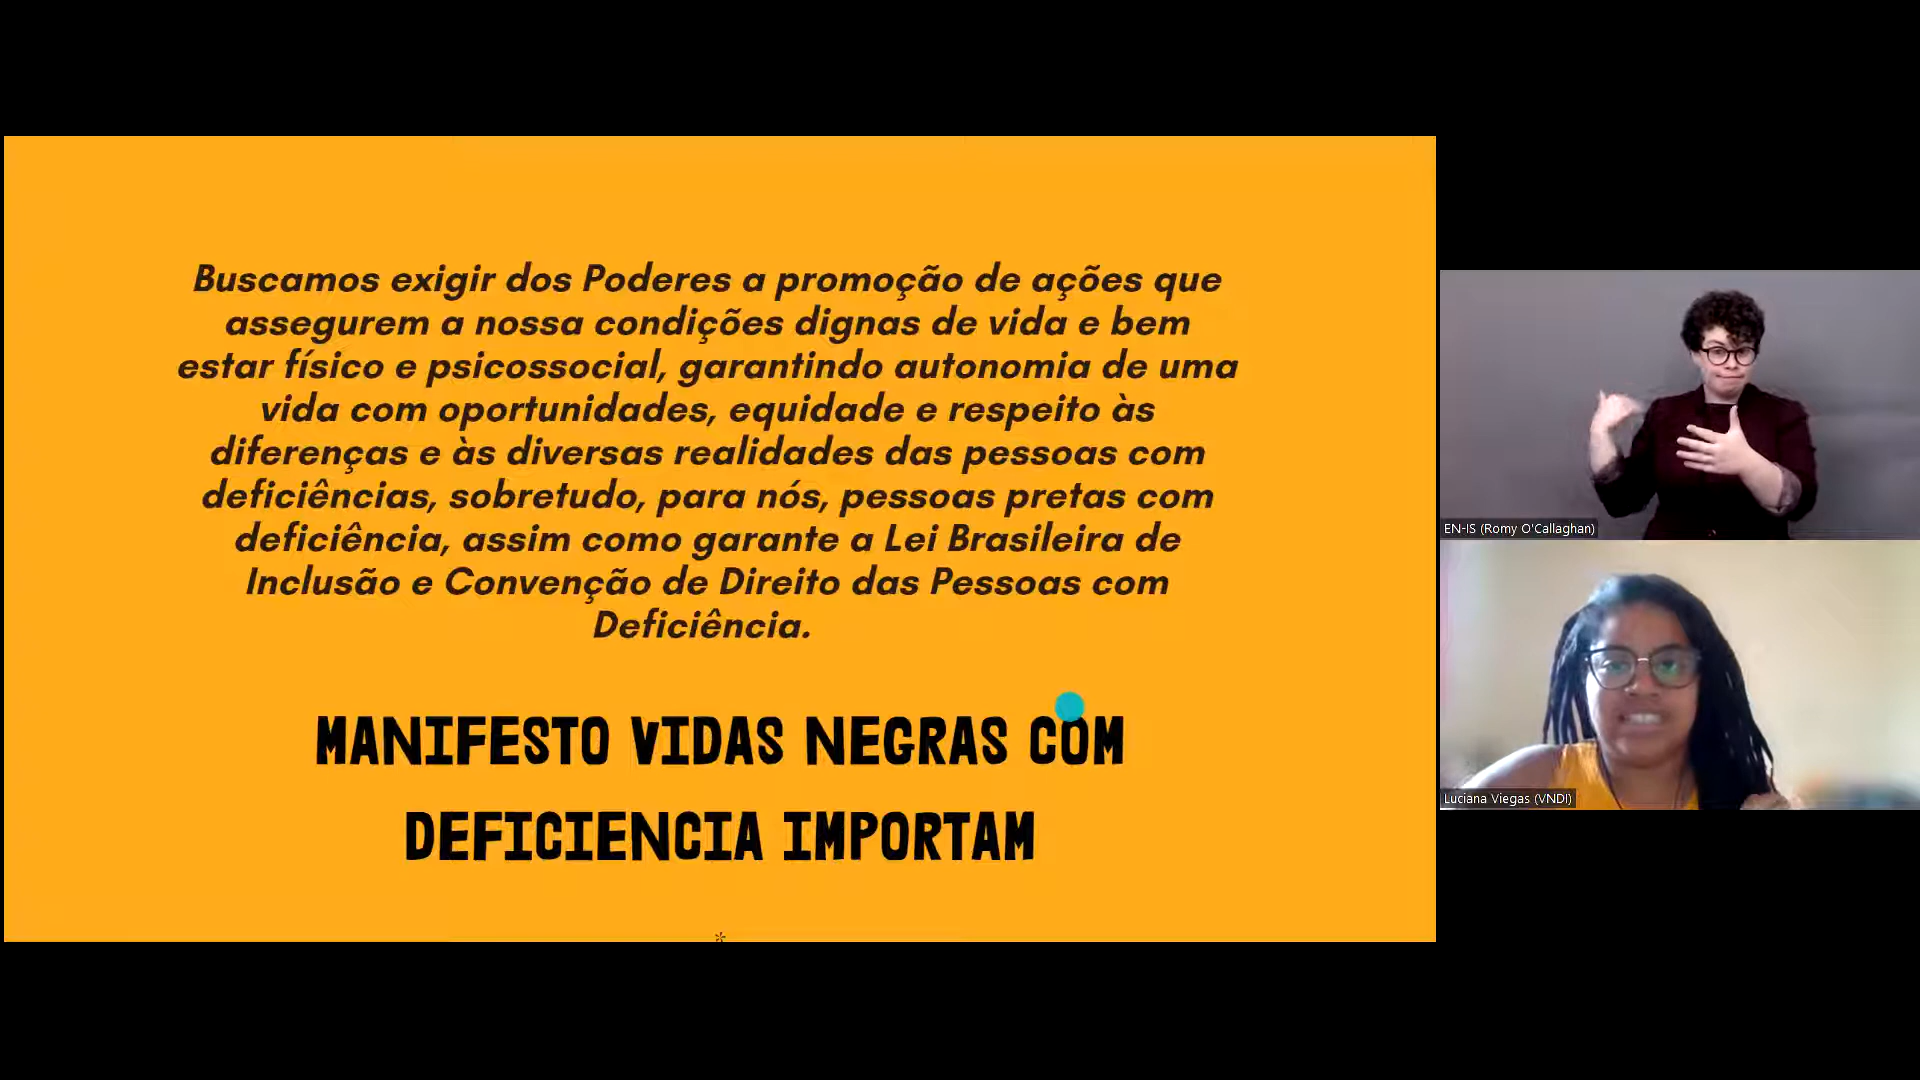 Buscamos exigir dos Poderes a promoção de ações que
assegurem a nossa condições dignas de vida e bem
estar físico e psicossocial, garantindo autonomia de uma
vida com oportunidades, equidade e respeito às
diferenças e às diversas realidades das pessoas com
deficiências, sobretudo, para nós, pessoas pretas com
deficiência, assim como garante a Lei Brasileira de
Inclusão e Convenção de Direito das Pessoas com
Deficiência.
MANIFESTO VIDAS NEGRAS COM
DEFICIENCIA IMPORTAM
*
EN-IS (Romy O'Callaghan)
Luciana Viegas (VNDI)